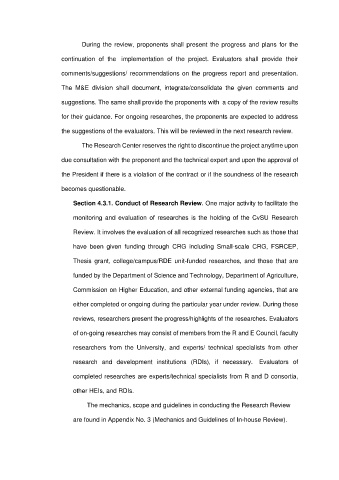 During the review, proponents shall present the progress and plans for the
continuation of the implementation of the project. Evaluators shall provide their
comments/suggestions/ recommendations on the progress report and presentation.
The M&E division shall document, integrate/consolidate the given comments and
suggestions. The same shall provide the proponents with a copy of the review results
for their guidance. For ongoing researches, the proponents are expected to address
the suggestions of the evaluators. This will be reviewed in the next research review.
The Research Center reserves the right to discontinue the project anytime upon
due consultation with the proponent and the technical expert and upon the approval of
the President if there is a violation of the contract or if the soundness of the research
becomes questionable.
Section 4.3.1. Conduct of Research Review. One major activity to facilitate the
monitoring and evaluation of researches is the holding of the CvSU Research
Review. It involves the evaluation of all recognized researches such as those that
have been given funding through CRG including Small-scale CRG, FSRCEP,
Thesis grant, college/campus/RDE unit-funded researches, and those that are
funded by the Department of Science and Technology, Department of Agriculture,
Commission on Higher Education, and other external funding agencies, that are
either completed or ongoing during the particular year under review. During these
reviews, researchers present the progress/highlights of the researches. Evaluators
of on-going researches may consist of members from the R and E Council, faculty
researchers from the University, and experts/ technical specialists from other
research and development institutions (RDIs), if necessary. Evaluators of
completed researches are experts/technical specialists from R and D consortia,
other HEIs, and RDIs.
The mechanics, scope and guidelines in conducting the Research Review
are found in Appendix No. 3 (Mechanics and Guidelines of In-house Review).